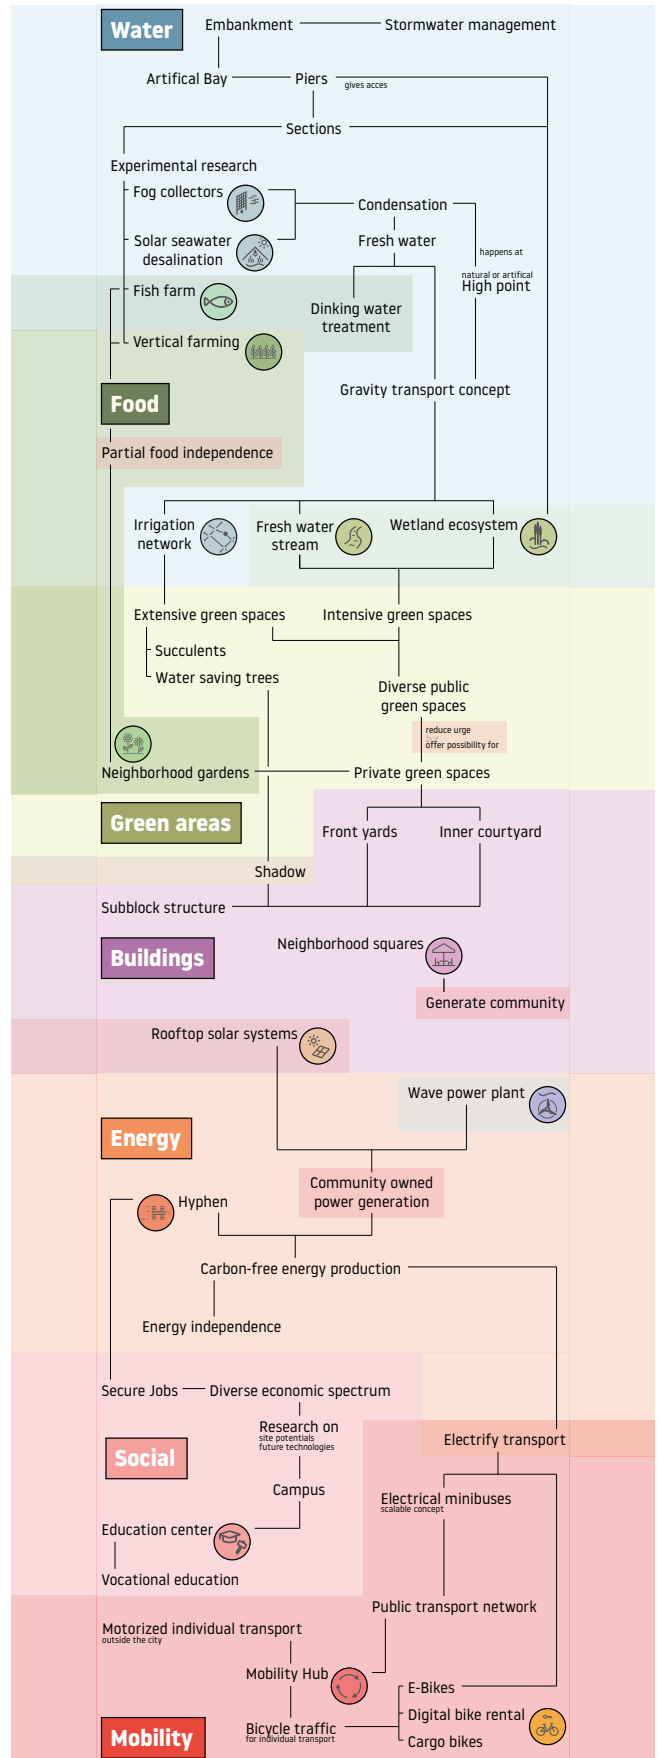 Water
Embankment
Stormwater management
Artifical Bay
Piers
gives acces
Sections
Experimental research
Fog collectors
Condensation
Solar seawater
desalination
Fresh water
happens at
natural or artifical
High point
Fish farm
Dinking water
treatment
Vertical farming
Gravity transport concept
Food
Partial food independence
Irrigation
network
Fresh water
stream
Wetland ecosystem
Extensive green spaces
Intensive green spaces
Succulents
Water saving trees
Diverse public
green spaces
reduce urge
offer possibility for
Neighborhood gardens
Private green spaces
Green areas
Front yards
Inner courtyard
Shadow
Subblock structure
Buildings
Neighborhood squares
Generate community
Rooftop solar systems
Wave power plant
Energy
Community owned
power generation
Hyphen
Carbon-free energy production
Energy independence
Secure Jobs
Diverse economic spectrum
Research on
site potentials
future technologies
Electrify transport
Social
Campus
Electrical minibuses
scalable concept
Education center
Vocational education
Public transport network
Motorized individual transport
outside the city
Mobility Hub
E-Bikes
Digital bike rental
Bicycle traffic
for individual transport
Cargo bikes
Mobility